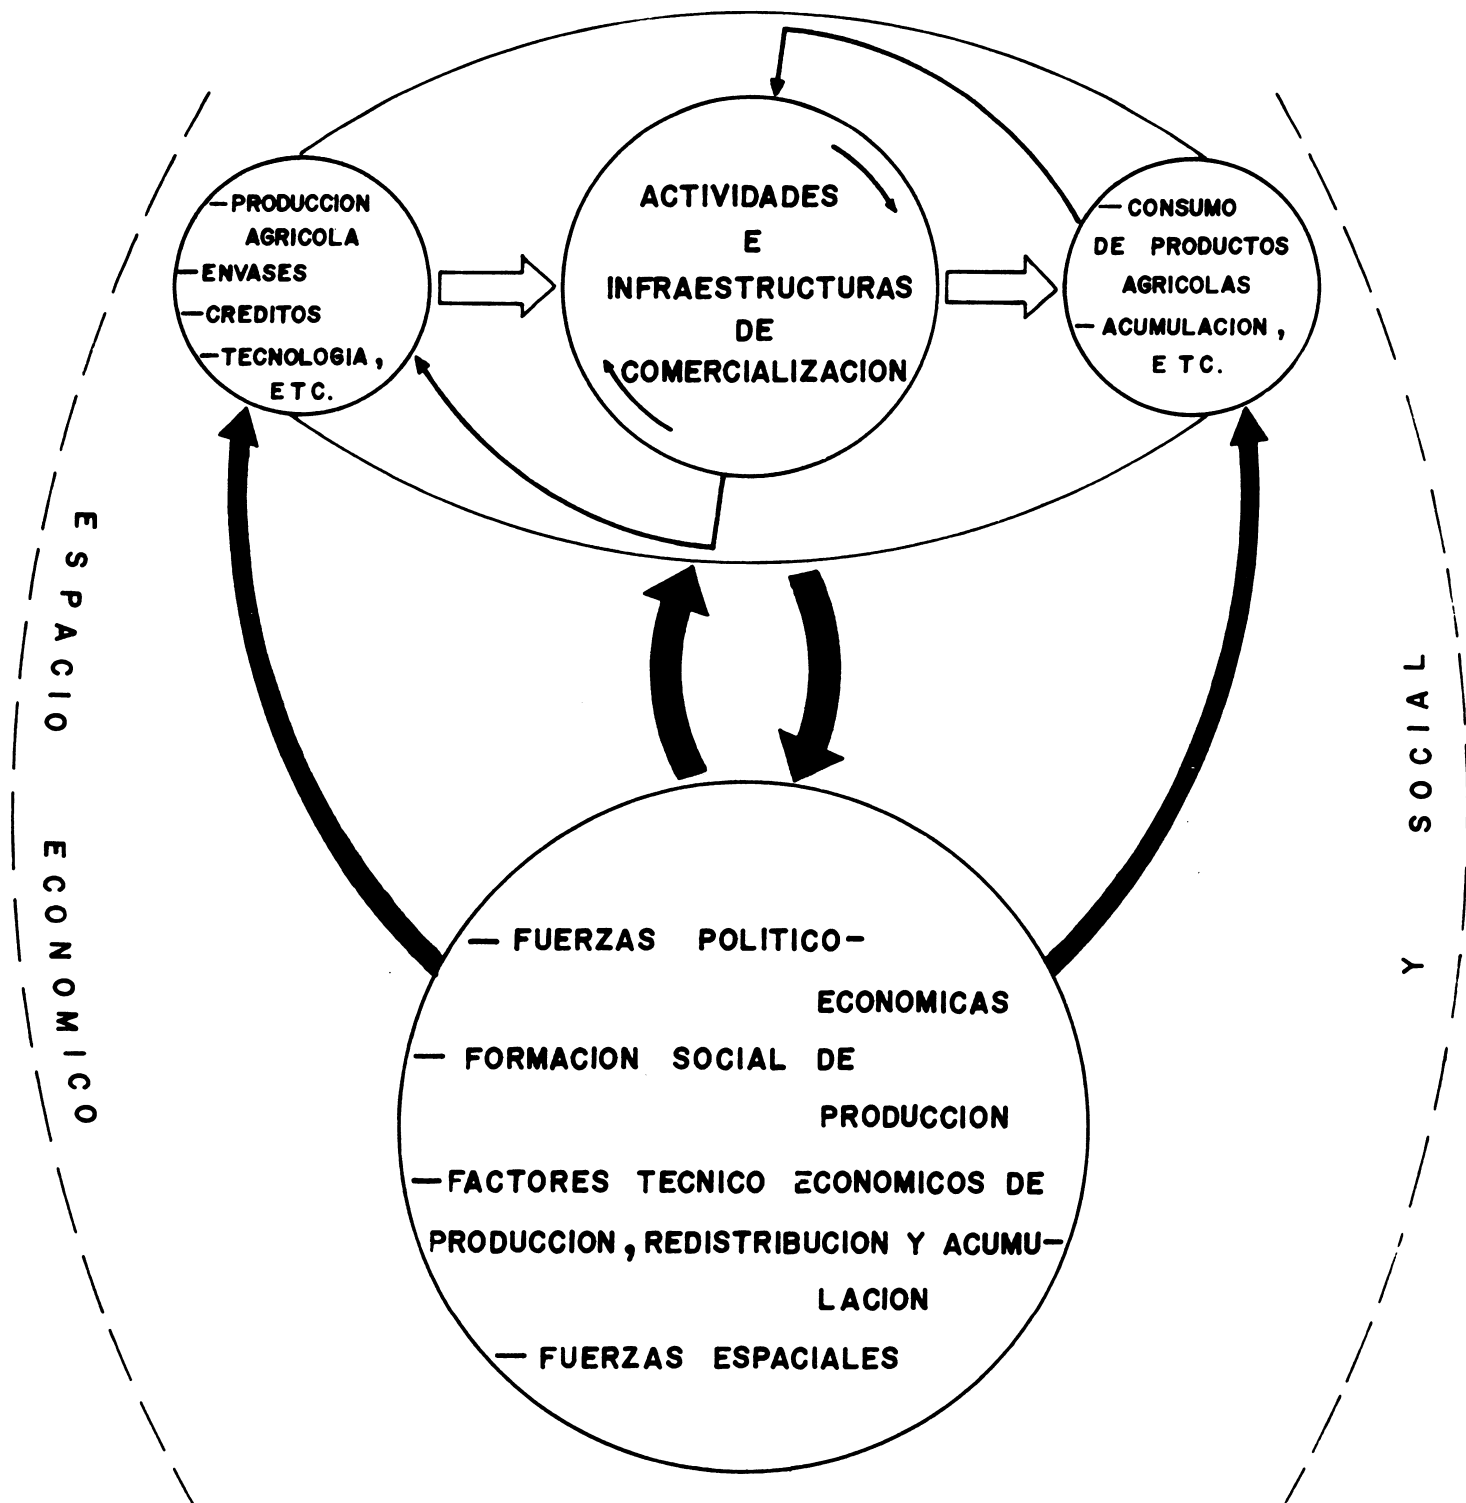 — PRODUCCION
AGRICOLA
— ENVASES
— CREDITOS
— TECNOLOGIA,
ETC.
ACTIVIDADES
E
INFRAESTRUCTURAS
DE
COMERCIALIZACION
— CONSUMO
DE PRODUCTOS
AGRICOLAS
— ACUMULACION,
ETC.
ESPACIO ECONOMICO
Y SOCIAL
— FUERZAS POLITICO-
ECONOMICAS
— FORMACION SOCIAL DE
PRODUCCION
— FACTORES TECNICO ECONOMICOS DE
PRODUCCION, REDISTRIBUCION Y ACUMU-
LACION
— FUERZAS ESPACIALES